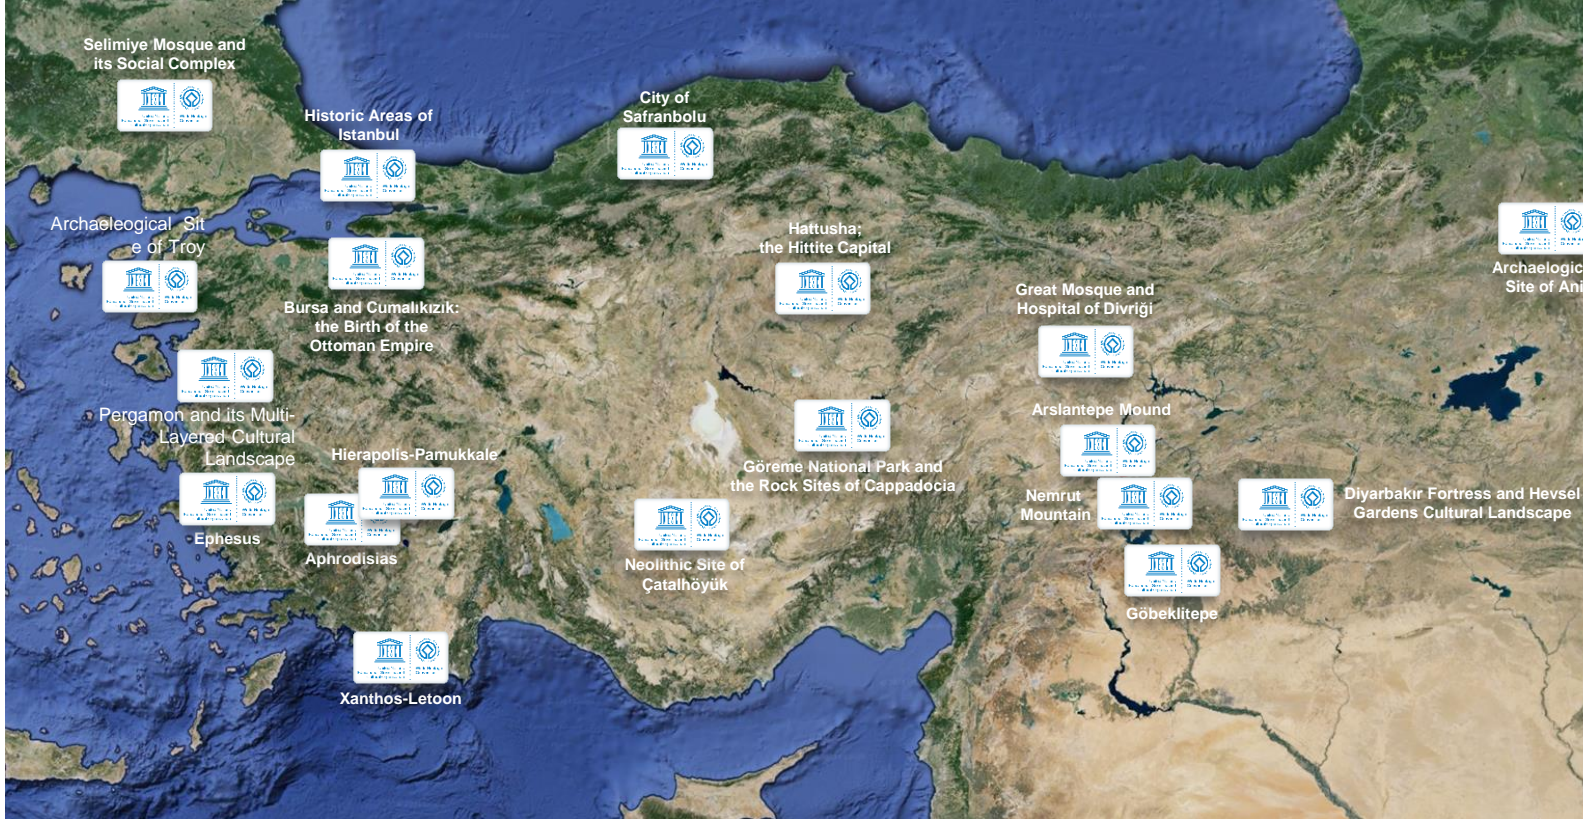 Selimiye Mosque and
its Social Complex
Historic Areas of
Istanbul
City of
Safranbolu
Archaeleogical Sit
e of Troy
Hattusha;
the Hittite Capital
Archaelogic
Site of Ani
Great Mosque and
Hospital of Divriği
Bursa and Cumalıkızık:
the Birth of the
Ottoman Empire
Pergamon and its Multi-
Layered Cultural
Landscape
Arslantepe Mound
Hierapolis-Pamukkale
Göreme National Park and
the Rock Sites of Cappadocia
Nemrut
Mountain
Diyarbakır Fortress and Hevsel
Gardens Cultural Landscape
Ephesus
Aphrodisias
Neolithic Site of
Çatalhöyük
Göbeklitepe
Xanthos-Letoon